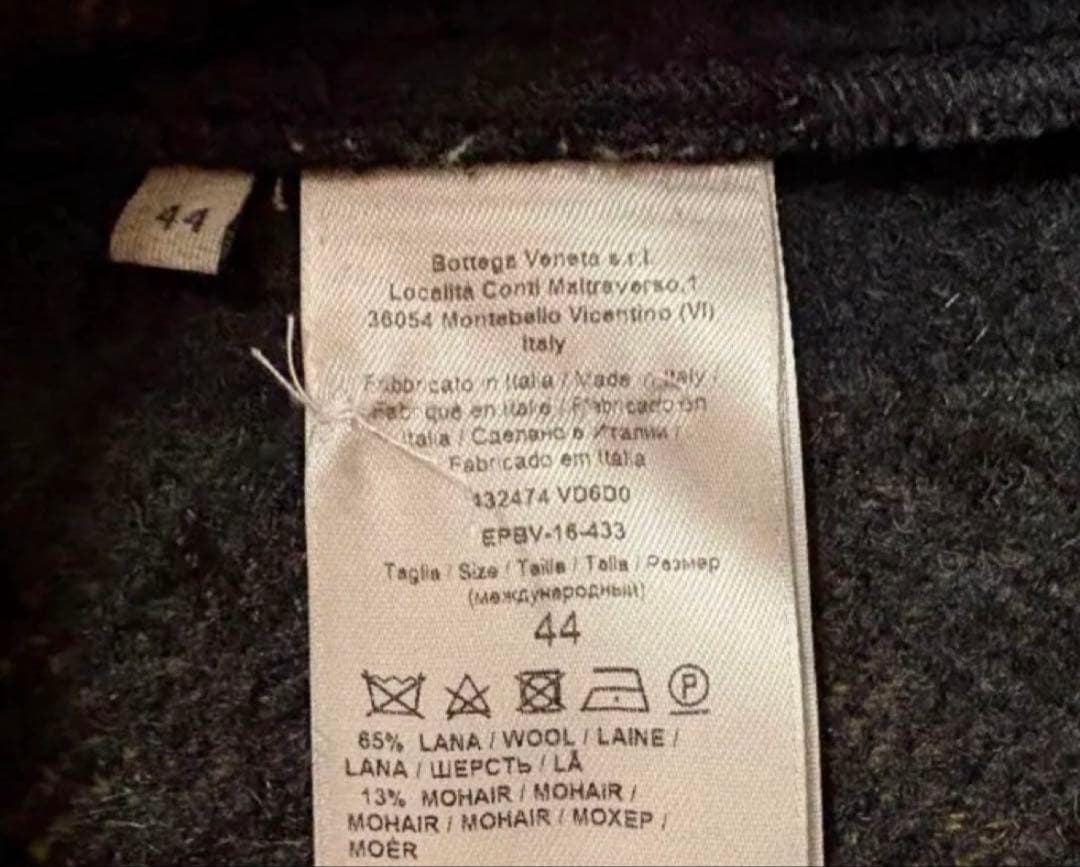 44
Bottega Veneta s.r.l.
Località Conti Maltraverso,1
36054 Montebello Vicentino (VI)
Italy
Fabbricato in Italia / Made in Italy /
Fabriqué en Italie / Fabricado en
Italia / Сделано в Италии /
Fabricado em Itália
432474 VD6D0
EPBV-16-433
Taglia / Size / Taille / Talla / Размер
(международный)
44
P
65% LANA / WOOL / LAINE /
LANA / ШЕРСТЬ / LÃ
13% MOHAIR / MOHAIR /
MOHAIR / MOHAIR / МОХЕР /
MOÉR